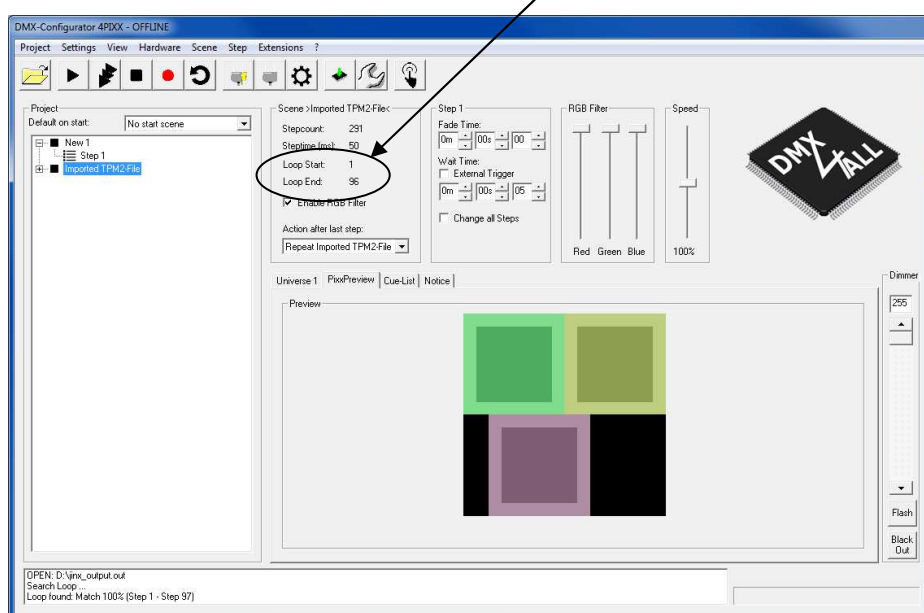 DMX-Configurator 4PIXX - OFFLINE
Project Settings View Hardware Scene Step Extensions ?
Project
Default on start: No start scene
New 1
Step 1
Imported TPM2-File
Scene >Imported TPM2-File<
Stepcount: 291
Steptime [ms]: 50
Loop Start: 1
Loop End: 96
Enable RGB Filter
Action after last step:
Repeat Imported TPM2-File
Step 1
Fade Time:
0m 00s 00
Wait Time:
External Trigger
0m 00s 05
Change all Steps
RGB Filter
Red Green Blue
Speed
100%
DMX
4ALL
Universe 1 PixxPreview Cue-List Notice
Preview
Dimmer
255
Flash
Black
Out
OPEN: D:\jinx_output.out
Search Loop ...
Loop found: Match 100% (Step 1 - Step 97)